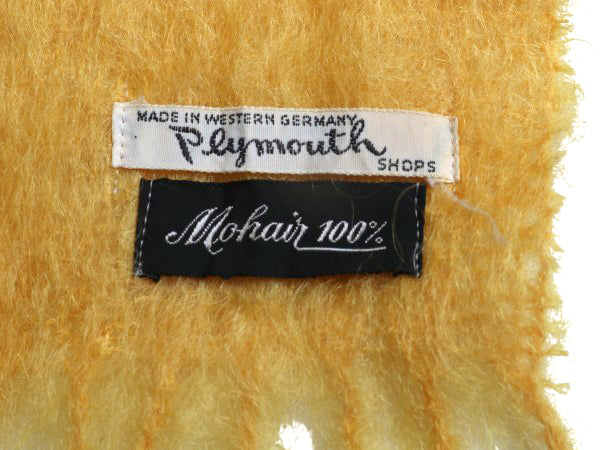 MADE IN WESTERN GERMANY
Plymouth
SHOPS
Mohair 100%